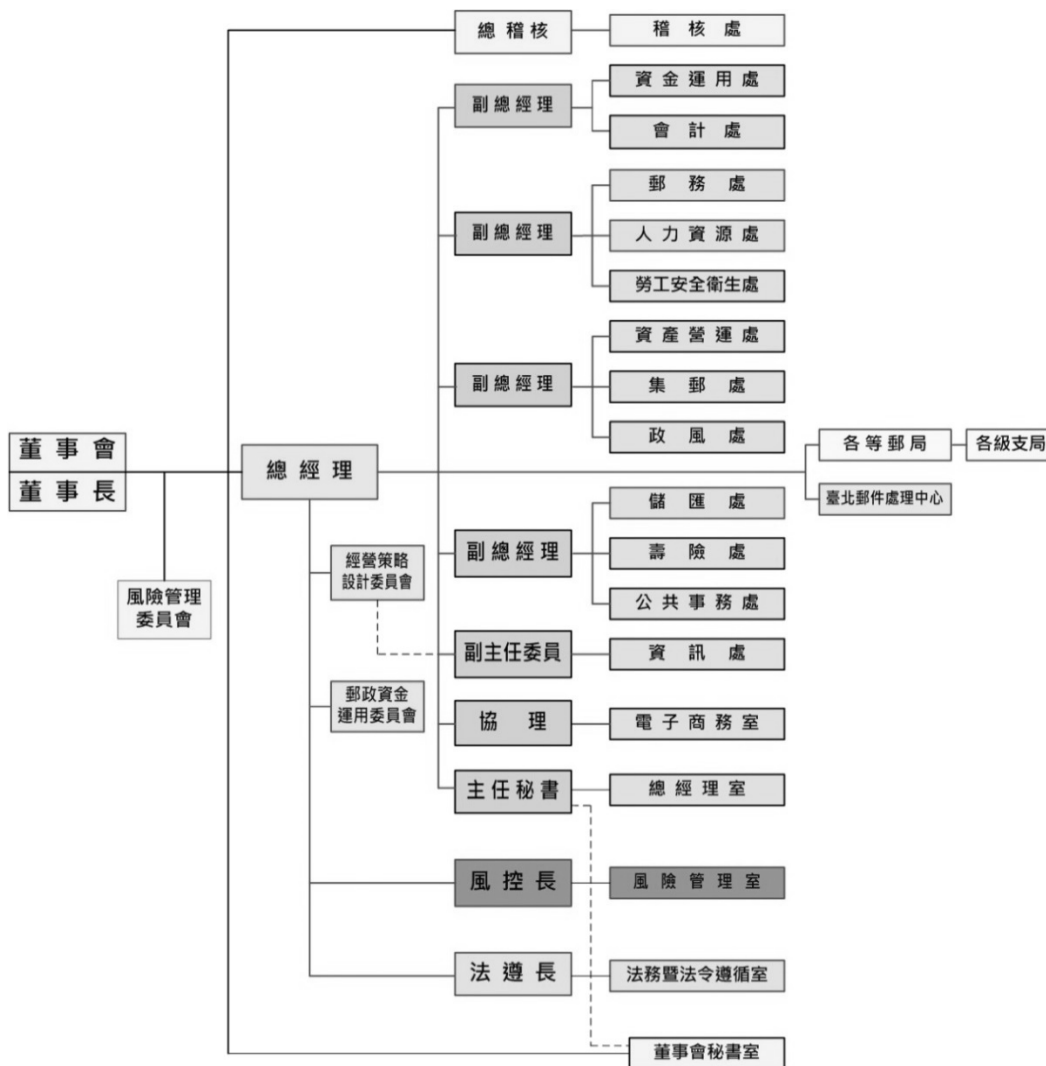 總稽核
稽核處
副總經理
資金運用處
會計處
副總經理
郵務處
人力資源處
勞工安全衛生處
副總經理
資產營運處
集郵處
政風處
董事會
董事長
風險管理
委員會
總經理
各等郵局
各級支局
臺北郵件處理中心
經營策略
設計委員會
副總經理
儲匯處
壽險處
公共事務處
副主任委員
資訊處
郵政資金
運用委員會
協理
電子商務室
主任秘書
總經理室
風控長
風險管理室
法遵長
法務暨法令遵循室
董事會秘書室